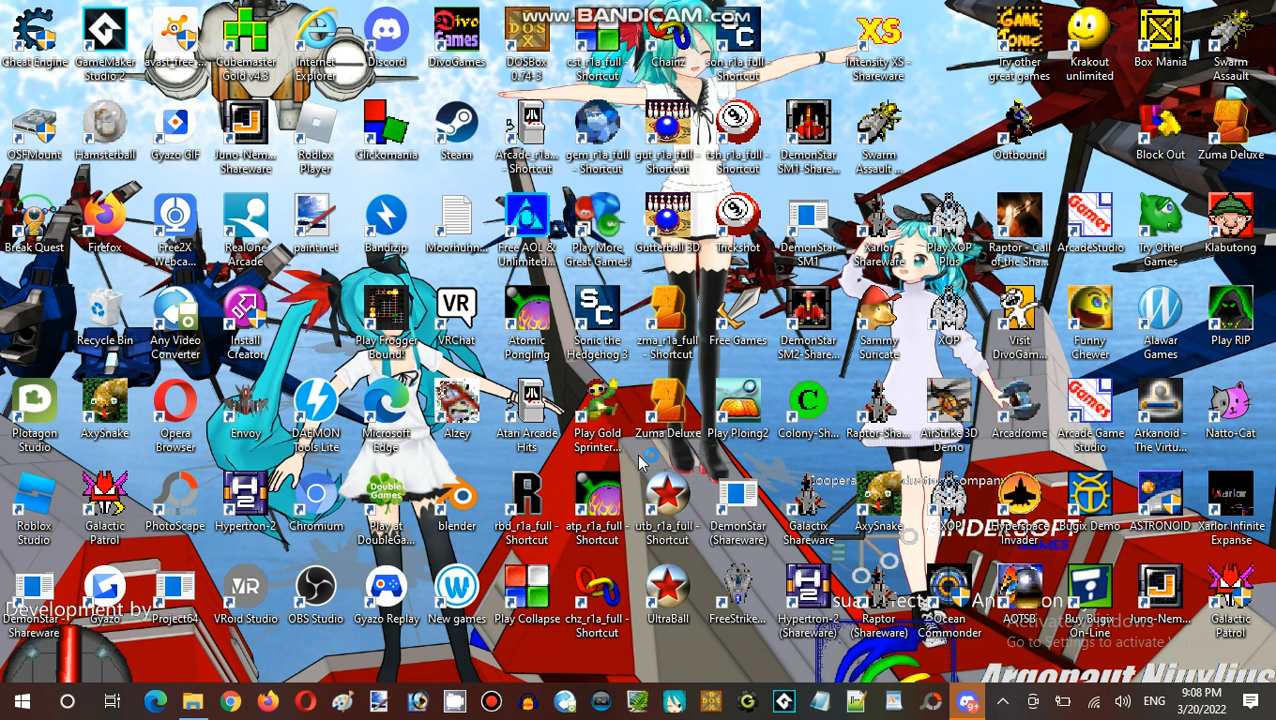 www.BANDICAM.com
Cheat Engine
GameMaker
Studio 2
avast_free_...
Cubemaster
Gold v4.3
Internet
Explorer
Discord
DivoGames
DOSBox
0.74-3
cst_r1a_full -
Shortcut
Chainz
son_r1a_full -
Shortcut
Intensity XS -
Shareware
Try other
great games
Krakout
unlimited
Box Mania
Swarm
Assault
OSFMount
Hamsterball
Gyazo GIF
Juno-Nem...
Shareware
Roblox
Player
Clickomania
Steam
Arcade_r1a...
- Shortcut
gem_r1a_full
- Shortcut
gut_r1a_full -
Shortcut
tsh_r1a_full -
Shortcut
DemonStar
SM1-Share...
Swarm
Assault ...
Outbound
Block Out
Zuma Deluxe
Break Quest
Firefox
Free2X
Webca...
RealOne
Arcade
paint.net
Bandizip
Moorhuhn...
Free AOL &
Unlimited...
Play More
Great Games!
Gutterball 3D
Trickshot
DemonStar
SM1
Xarlor
Shareware
Play XOP
Plus
Raptor - Call
of the Sha...
ArcadeStudio
Try Other
Games
Klabutong
Recycle Bin
Any Video
Converter
Install
Creator
Play Frogger
Bound!
VRChat
Atomic
Pongling
Sonic the
Hedgehog 3
zma_r1a_full
- Shortcut
Free Games
DemonStar
SM2-Share...
Sammy
Suricate
XOP
Visit
DivoGam...
Funny
Chewer
Alawar
Games
Play RIP
Plotagon
Studio
AxySnake
Opera
Browser
Envoy
DAEMON
Tools Lite
Microsoft
Edge
Alzey
Atari Arcade
Hits
Play Gold
Sprinter...
Zuma Deluxe
Play Ploing2
Colony-Sh...
Raptor-Sha...
AirStrike 3D
Demo
Arcadrome
Arcade Game
Studio
Arkanoid -
The Virtu...
Natto-Cat
Roblox
Studio
Galactic
Patrol
PhotoScape
Hypertron-2
Chromium
Play at
DoubleGa...
blender
rbd_r1a_full -
Shortcut
atp_r1a_full -
Shortcut
utb_r1a_full -
Shortcut
DemonStar
(Shareware)
Galactix
Shareware
AxySnake
XOP
Hyperspace
Invader
Bugix Demo
ASTRONOID
Xarlor Infinite
Expanse
DemonStar
Shareware
Gyazo
Project64
VRoid Studio
OBS Studio
Gyazo Replay
New games
Play Collapse
chz_r1a_full -
Shortcut
UltraBall
FreeStrike...
Hypertron-2
(Shareware)
Raptor
(Shareware)
Ocean
Commander
AOTSB
Buy Bugix
On-Line
Juno-Nem...
Galactic
Patrol
Development by
Activate Windows
Go to Settings to activate
Argonaut
ENG
9:08 PM
3/20/2022